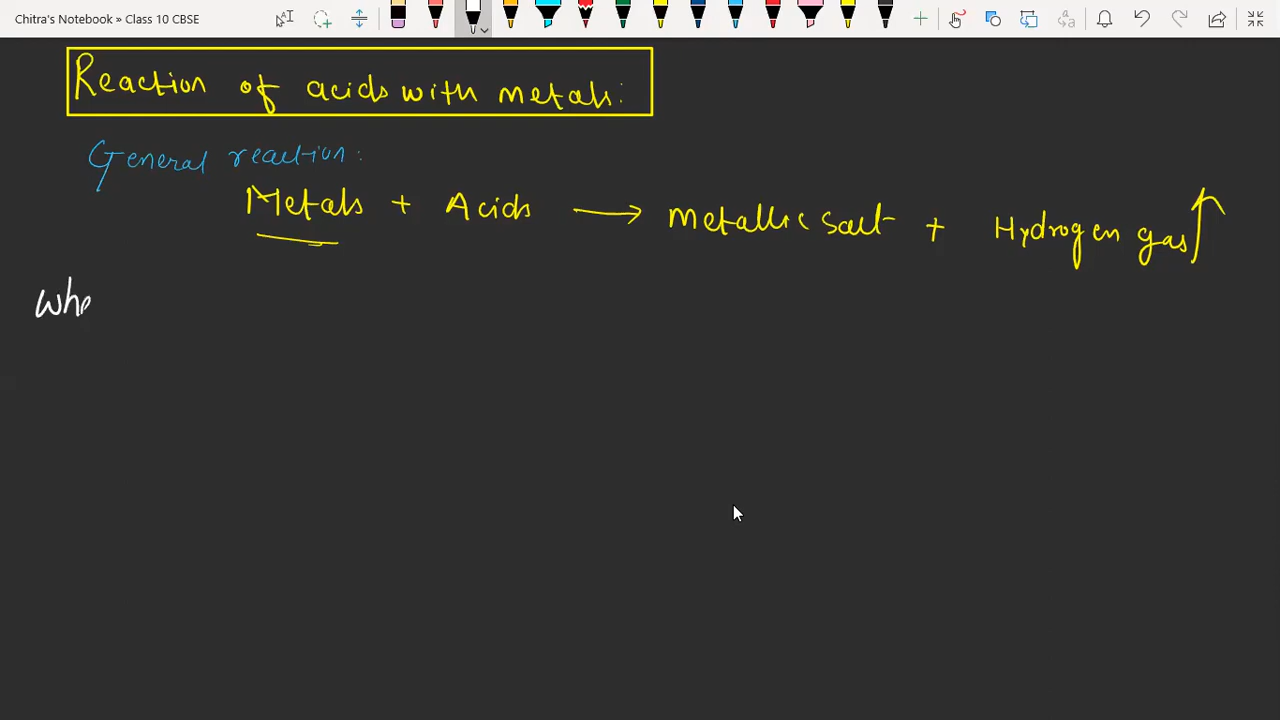 Chitra's Notebook » Class 10 CBSE
Reaction of acids with metals:
General reaction:
Metals + Acids → Metallic salt + Hydrogen gas ↑
Whe